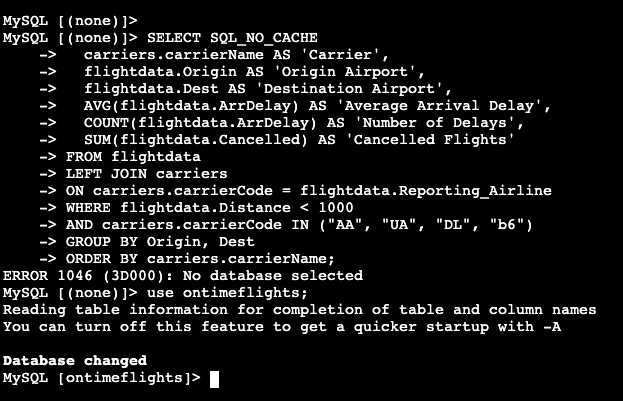 MySQL [(none)]>
MySQL [(none)]> SELECT SQL_NO_CACHE
    ->   carriers.carrierName AS 'Carrier',
    ->   flightdata.Origin AS 'Origin Airport',
    ->   flightdata.Dest AS 'Destination Airport',
    ->   AVG(flightdata.ArrDelay) AS 'Average Arrival Delay',
    ->   COUNT(flightdata.ArrDelay) AS 'Number of Delays',
    ->   SUM(flightdata.Cancelled) AS 'Cancelled Flights'
    -> FROM flightdata
    -> LEFT JOIN carriers
    -> ON carriers.carrierCode = flightdata.Reporting_Airline
    -> WHERE flightdata.Distance < 1000
    -> AND carriers.carrierCode IN ("AA", "UA", "DL", "b6")
    -> GROUP BY Origin, Dest
    -> ORDER BY carriers.carrierName;
ERROR 1046 (3D000): No database selected
MySQL [(none)]> use ontimeflights;
Reading table information for completion of table and column names
You can turn off this feature to get a quicker startup with -A

Database changed
MySQL [ontimeflights]>